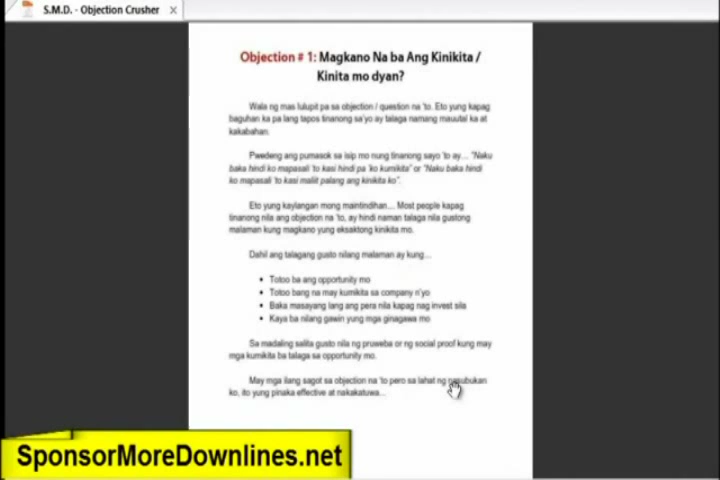 S.M.D. - Objection Crusher
Objection # 1: Magkano Na ba Ang Kinikita /
Kinita mo dyan?
Wala ng mas lulupit pa sa objection / question na 'to. Eto yung kapag
baguhan ka pa lang tapos tinanong sa'yo ay talaga namang mauutal ka at
kakabahan.
Pwedeng ang pumasok sa isip mo nung tinanong sayo 'to ay... "Naku
baka hindi ko mapasali 'to kasi hindi pa 'ko kumikita" or "Naku baka hindi
ko mapasali 'to kasi maliit palang ang kinikita ko".
Eto yung kaylangan mong maintindihan... Most people kapag
tinanong nila ang objection na 'to, ay hindi naman talaga nila gustong
malaman kung magkano yung eksaktong kinikita mo.
Dahil ang talagang gusto nilang malaman ay kung...
• Totoo ba ang opportunity mo
• Totoo bang na may kumikita sa company n'yo
• Baka masayang lang ang pera nila kapag nag invest sila
• Kaya ba nilang gawin yung mga ginagawa mo
Sa madaling salita gusto nila ng pruweba or ng social proof kung may
mga kumikita ba talaga sa opportunity mo.
May mga ilang sagot sa objection na 'to pero sa lahat ng nasubukan
ko, ito yung pinaka effective at nakakatuwa...
SponsorMoreDownlines.net